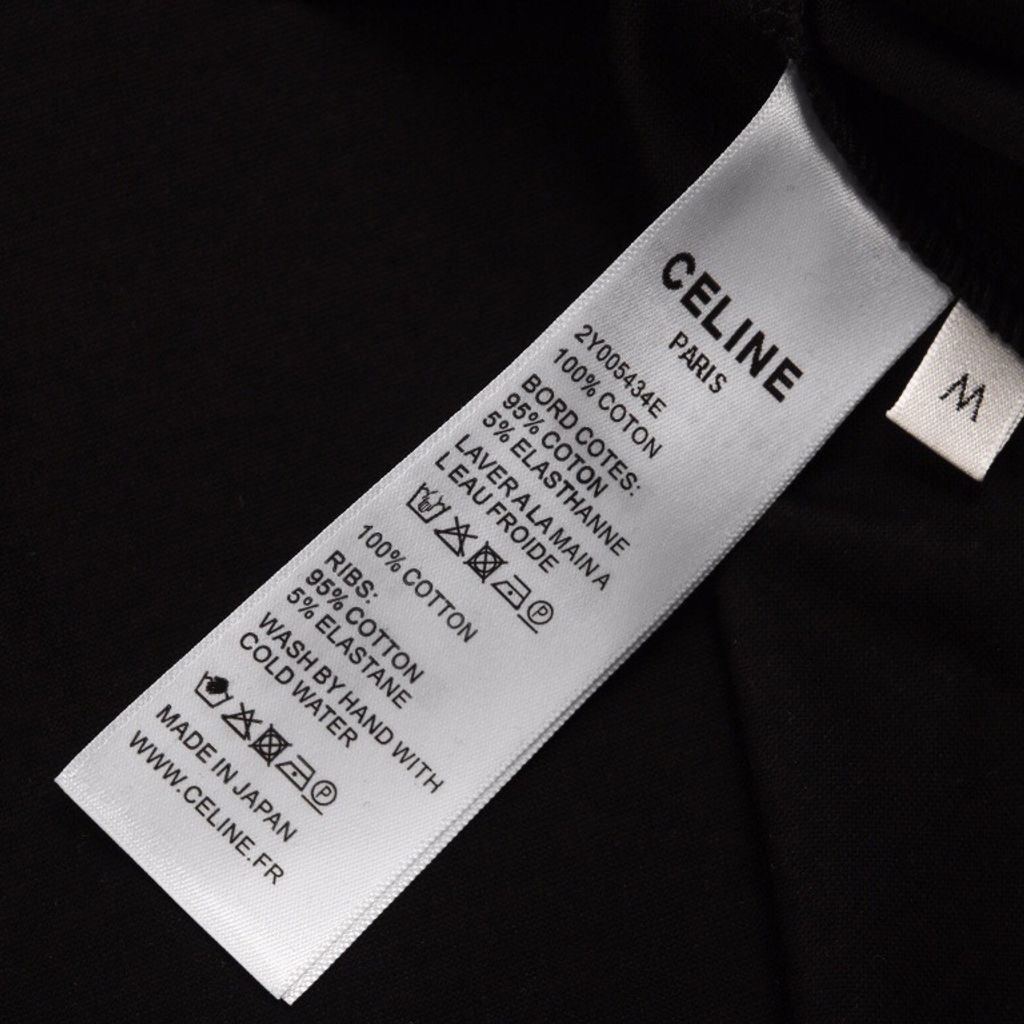 CELINE
PARIS
2Y005434E
100% COTON
BORD COTES:
95% COTON
5% ELASTHANNE
LAVER A LA MAIN A
L EAU FROIDE
P
100% COTTON
RIBS:
95% COTTON
5% ELASTANE
WASH BY HAND WITH
COLD WATER
P
MADE IN JAPAN
WWW.CELINE.FR
M